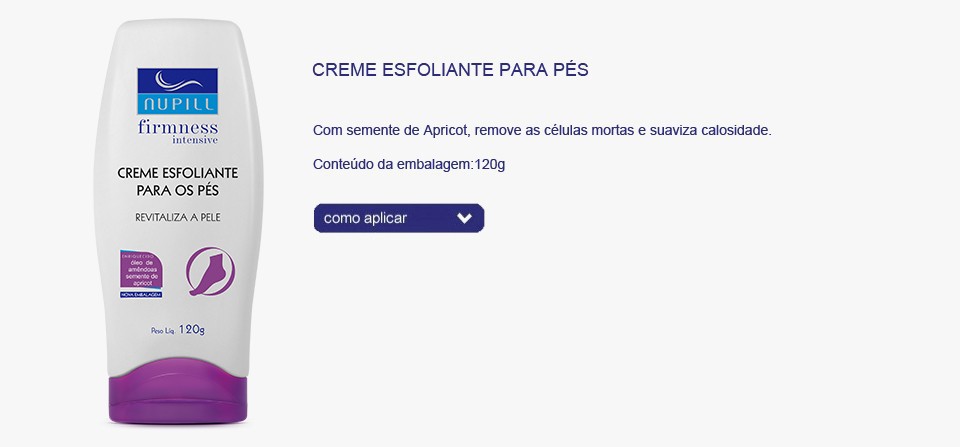 NUPILL
firmness
intensive
CREME ESFOLIANTE
PARA OS PÉS
REVITALIZA A PELE
ENRIQUECIDO
óleo de
amêndoas
semente de
apricot
NOVA EMBALAGEM
Peso Líq. 120g
CREME ESFOLIANTE PARA PÉS
Com semente de Apricot, remove as células mortas e suaviza calosidade.
Conteúdo da embalagem:120g
como aplicar